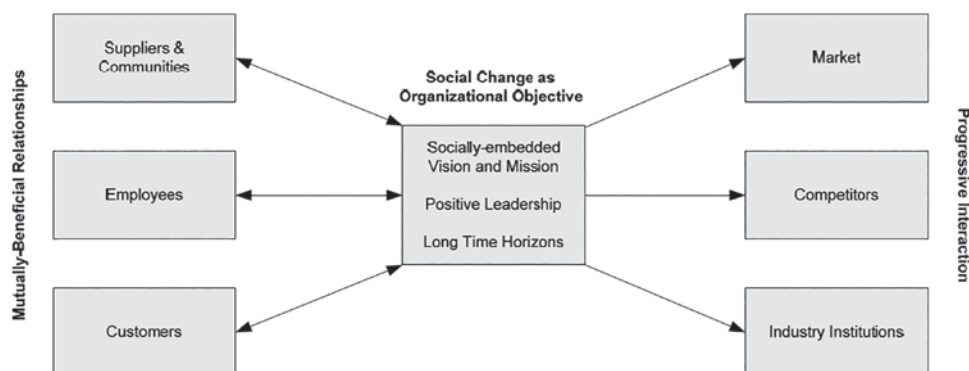 Mutually-Beneficial Relationships
Suppliers &
Communities
Employees
Customers
Social Change as
Organizational Objective
Socially-embedded
Vision and Mission
Positive Leadership
Long Time Horizons
Market
Competitors
Industry Institutions
Progressive Interaction